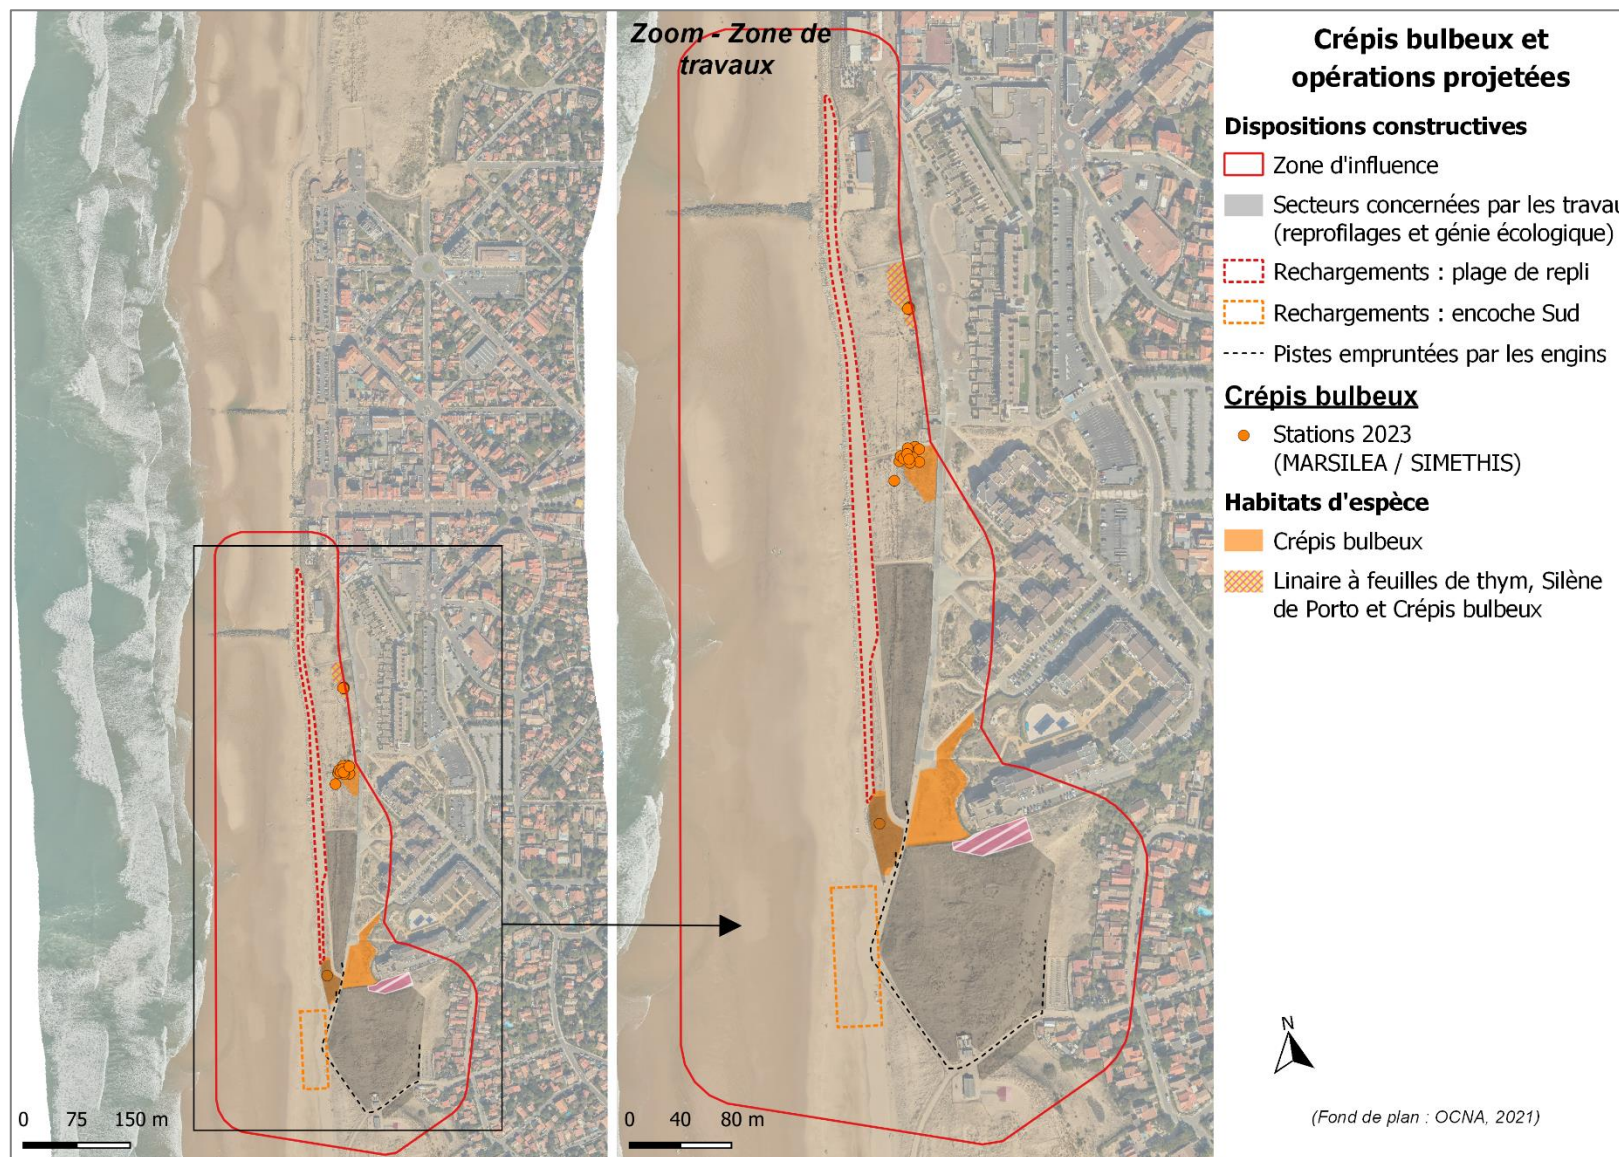 Zoom - Zone de
travaux
0 75 150 m
0 40 80 m
Crépis bulbeux et
opérations projetées
Dispositions constructives
Zone d'influence
Secteurs concernées par les travau
(reprofilages et génie écologique)
Rechargements : plage de repli
Rechargements : encoche Sud
Pistes empruntées par les engins
Crépis bulbeux
Stations 2023
(MARSILEA / SIMETHIS)
Habitats d'espèce
Crépis bulbeux
Linaire à feuilles de thym, Silène
de Porto et Crépis bulbeux
N
(Fond de plan : OCNA, 2021)